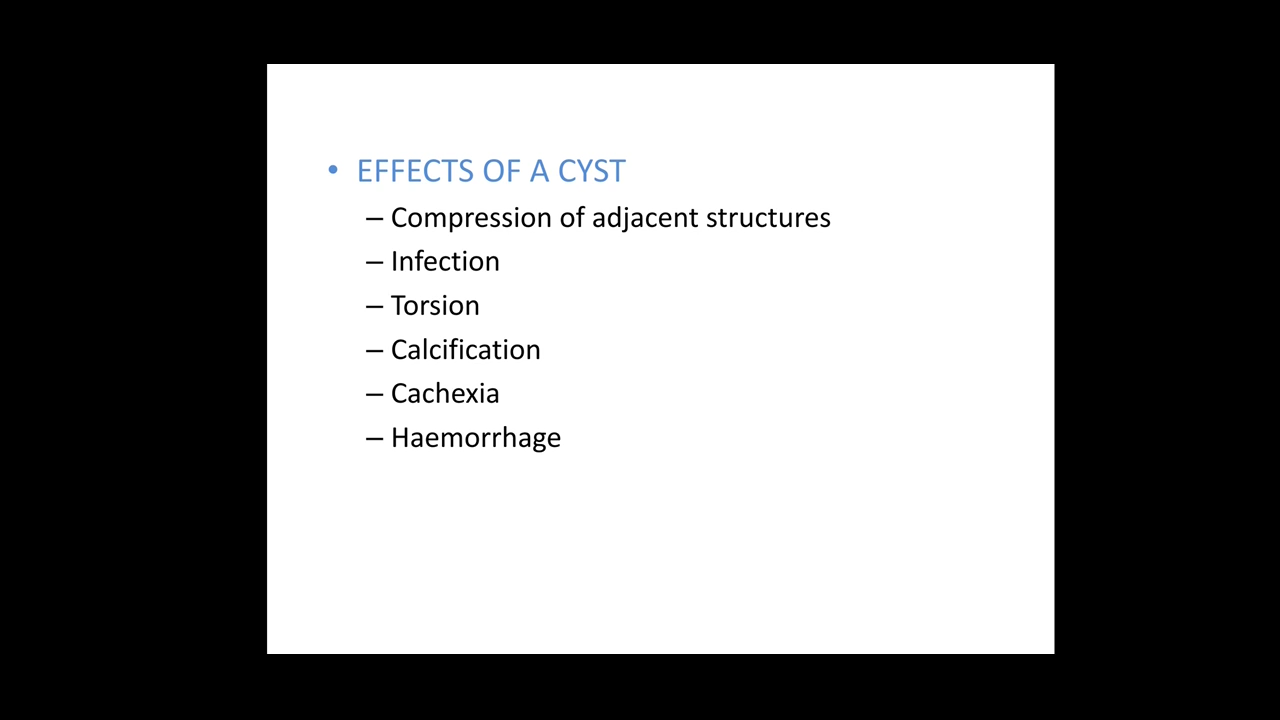 • EFFECTS OF A CYST
– Compression of adjacent structures
– Infection
– Torsion
– Calcification
– Cachexia
– Haemorrhage